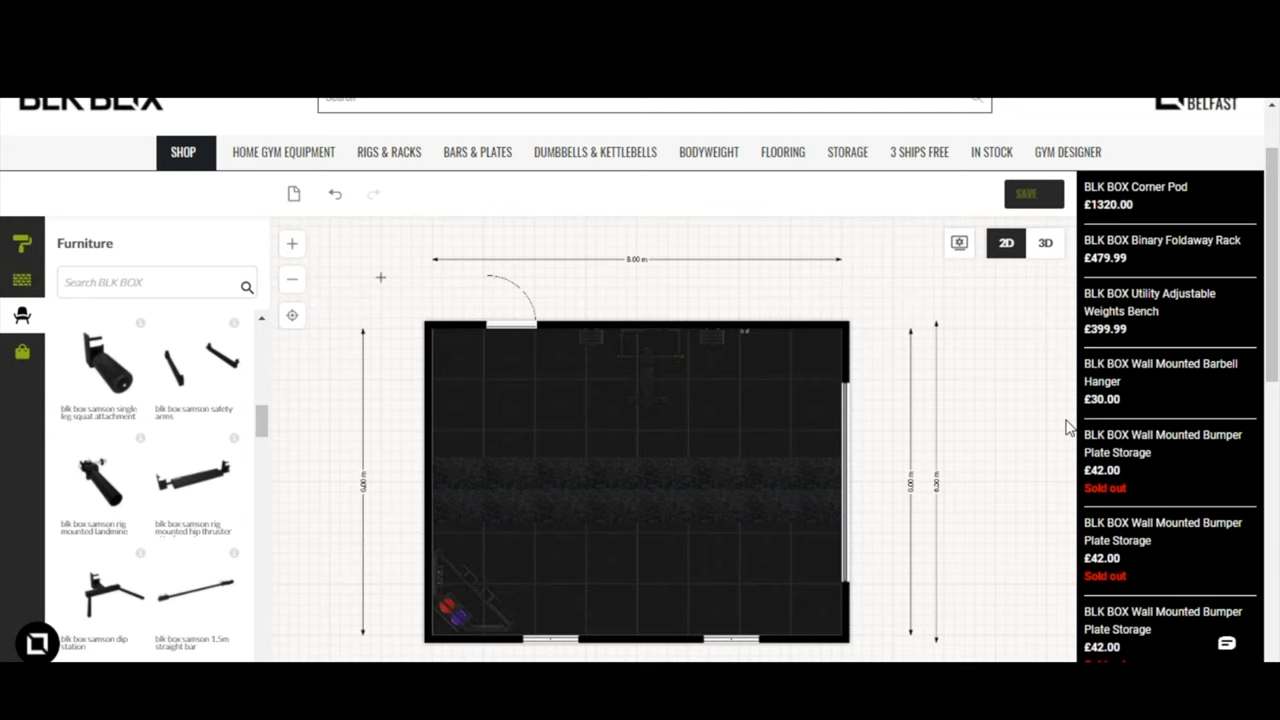 BLK BOX
Search
BELFAST
SHOP
HOME GYM EQUIPMENT
RIGS & RACKS
BARS & PLATES
DUMBBELLS & KETTLEBELLS
BODYWEIGHT
FLOORING
STORAGE
3 SHIPS FREE
IN STOCK
GYM DESIGNER
SAVE
Furniture
Search BLK BOX
blk box samson single
leg squat attachment
blk box samson safety
arms
blk box samson rig
mounted landmine
blk box samson rig
mounted hip thruster
blk box samson dip
station
blk box samson 1.5m
straight bar
2D
3D
8.00 m
BLK BOX Corner Pod
£1320.00
BLK BOX Binary Foldaway Rack
£479.99
BLK BOX Utility Adjustable
Weights Bench
£399.99
BLK BOX Wall Mounted Barbell
Hanger
£30.00
BLK BOX Wall Mounted Bumper
Plate Storage
£42.00
Sold out
BLK BOX Wall Mounted Bumper
Plate Storage
£42.00
Sold out
BLK BOX Wall Mounted Bumper
Plate Storage
£42.00